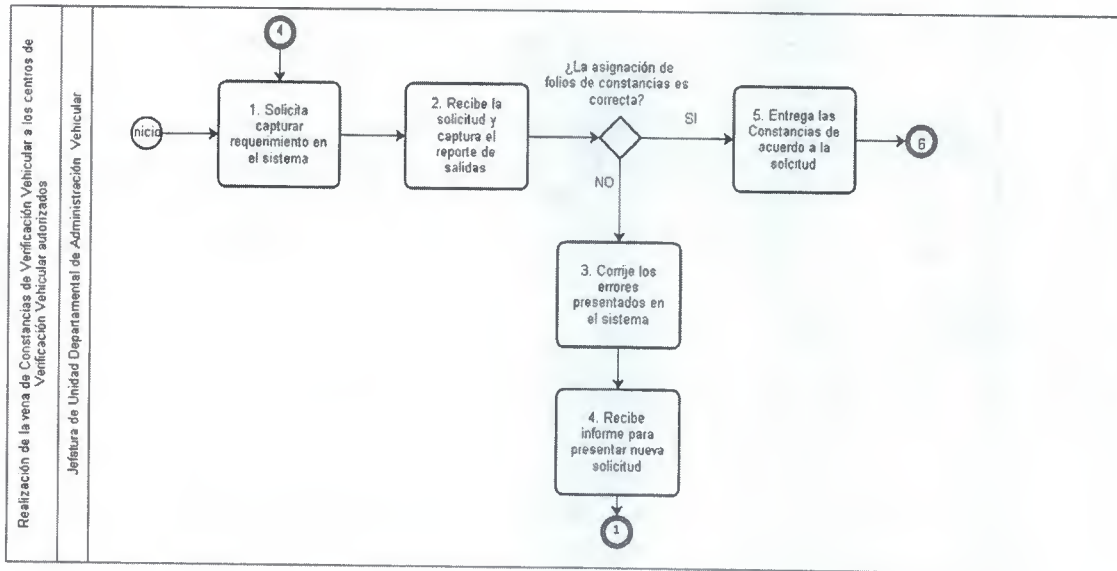 Realización de la vena de Constancias de Verificación Vehicular a los centros de
Verificación Vehicular autorizados
Jefatura de Unidad Departamental de Administración Vehicular
4
nicio
1. Solicita
capturar
requerimiento en
el sistema
2. Recibe la
solicitud y
captura el
reporte de
salidas
¿La asignación de
folios de constancias es
correcta?
SI
NO
5. Entrega las
Constancias de
acuerdo a la
solcitud
6
3. Corrije los
errores
presentados en
el sistema
4. Recibe
informe para
presentar nueva
solicitud
1